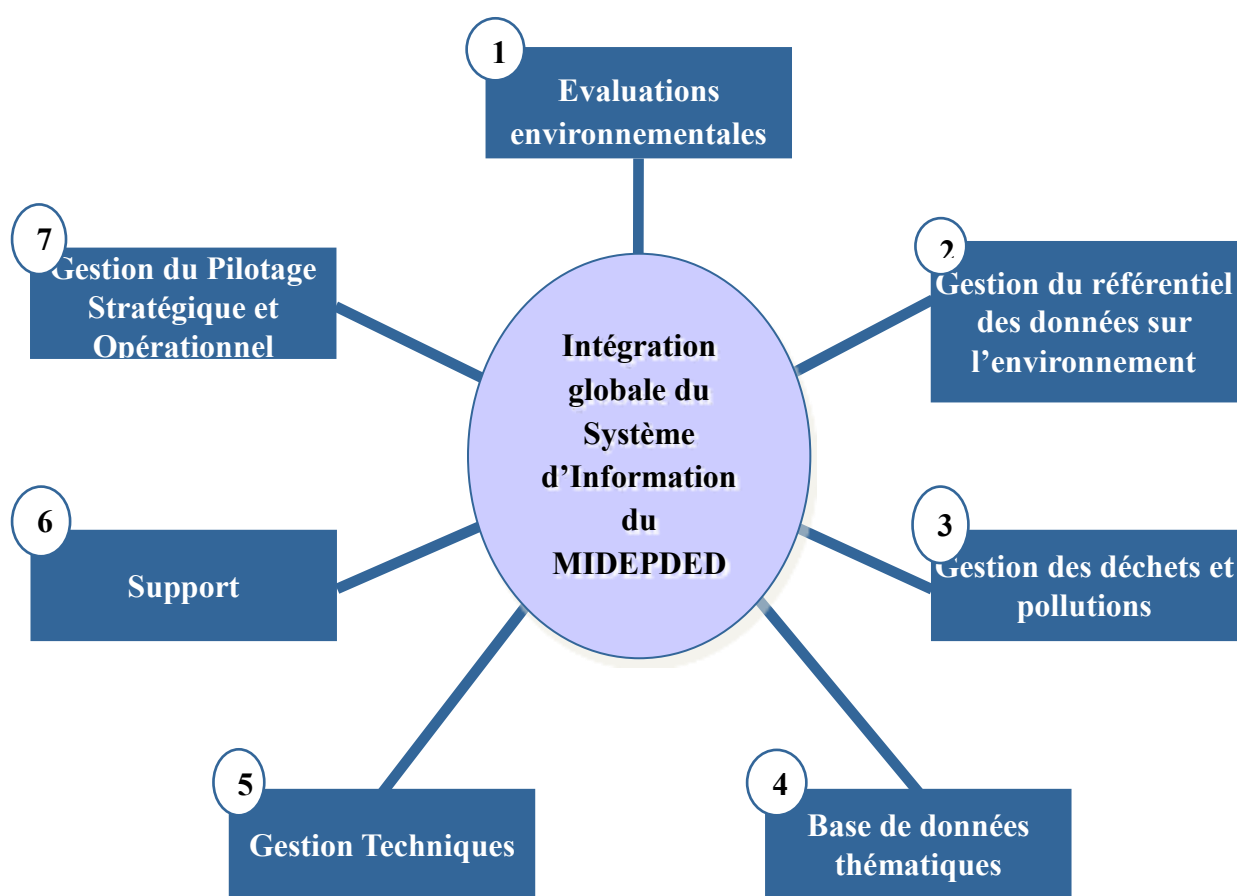 1
Evaluations
environnementales
2
Gestion du référentiel
des données sur
l’environnement
3
Gestion des déchets et
pollutions
4
Base de données
thématiques
5
Gestion Techniques
6
Support
7
Gestion du Pilotage
Stratégique et
Opérationnel
Intégration
globale du
Système
d’Information
du
MIDEPDED